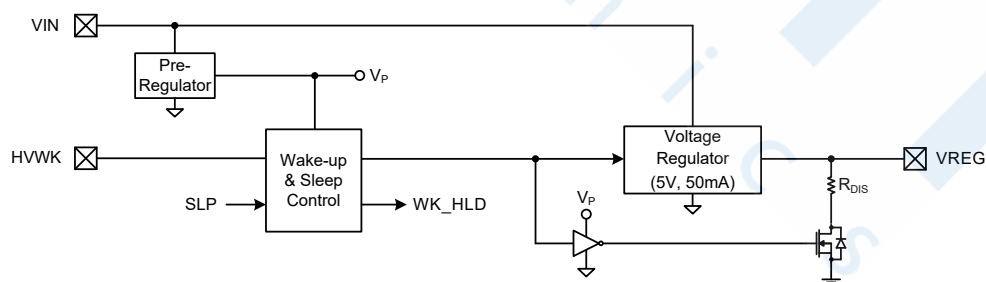 VIN
Pre-
Regulator
VP
HVWK
Wake-up
& Sleep
Control
SLP
WK_HLD
Voltage
Regulator
(5V, 50mA)
VREG
RDIS
VP